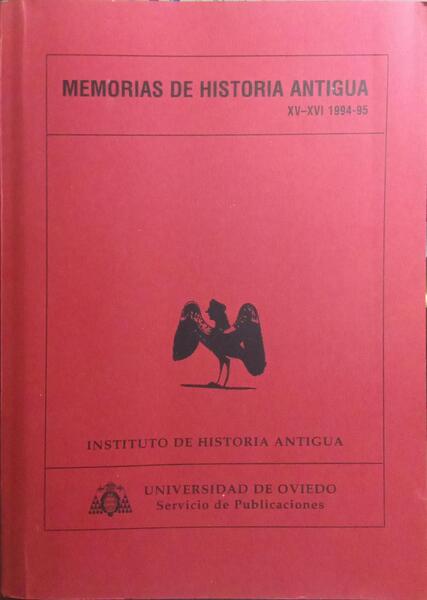 MEMORIAS DE HISTORIA ANTIGUA
XV-XVI 1994-95
INSTITUTO DE HISTORIA ANTIGUA
UNIVERSIDAD DE OVIEDO
Servicio de Publicaciones